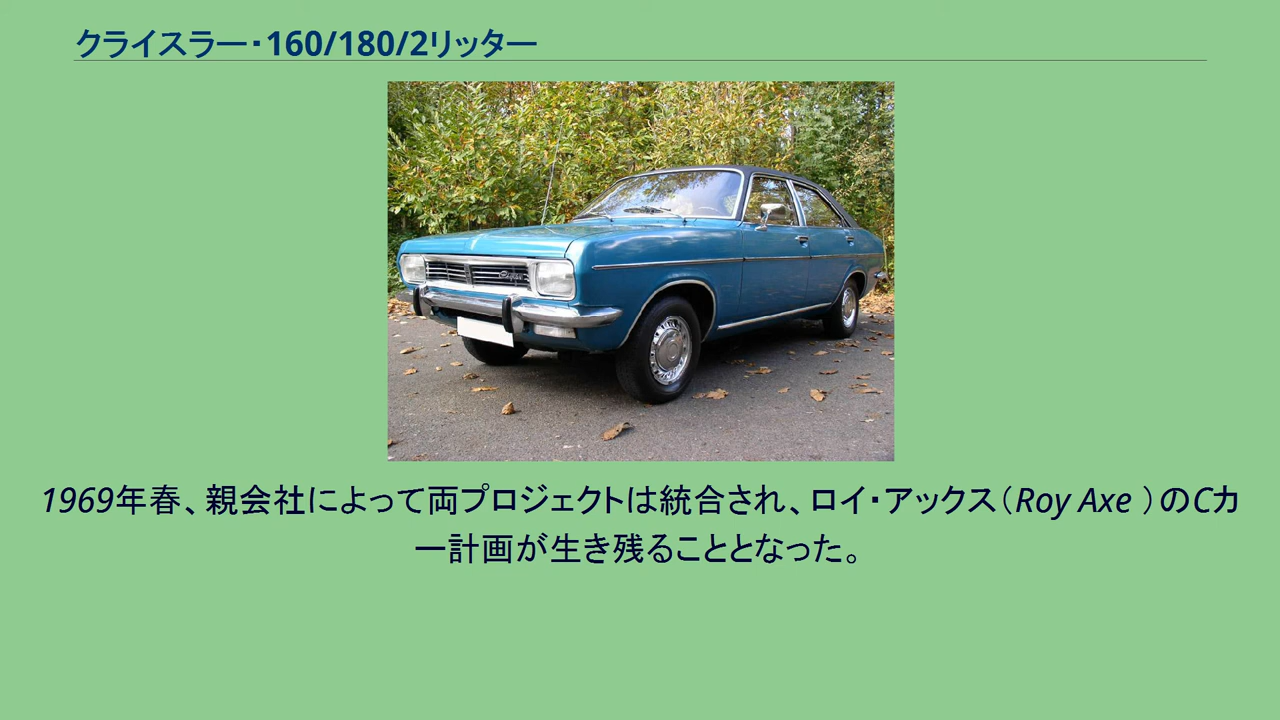 クライスラー・160/180/2リッター
1969年春、親会社によって両プロジェクトは統合され、ロイ・アックス（Roy Axe ）のCカ
ー計画が生き残ることとなった。